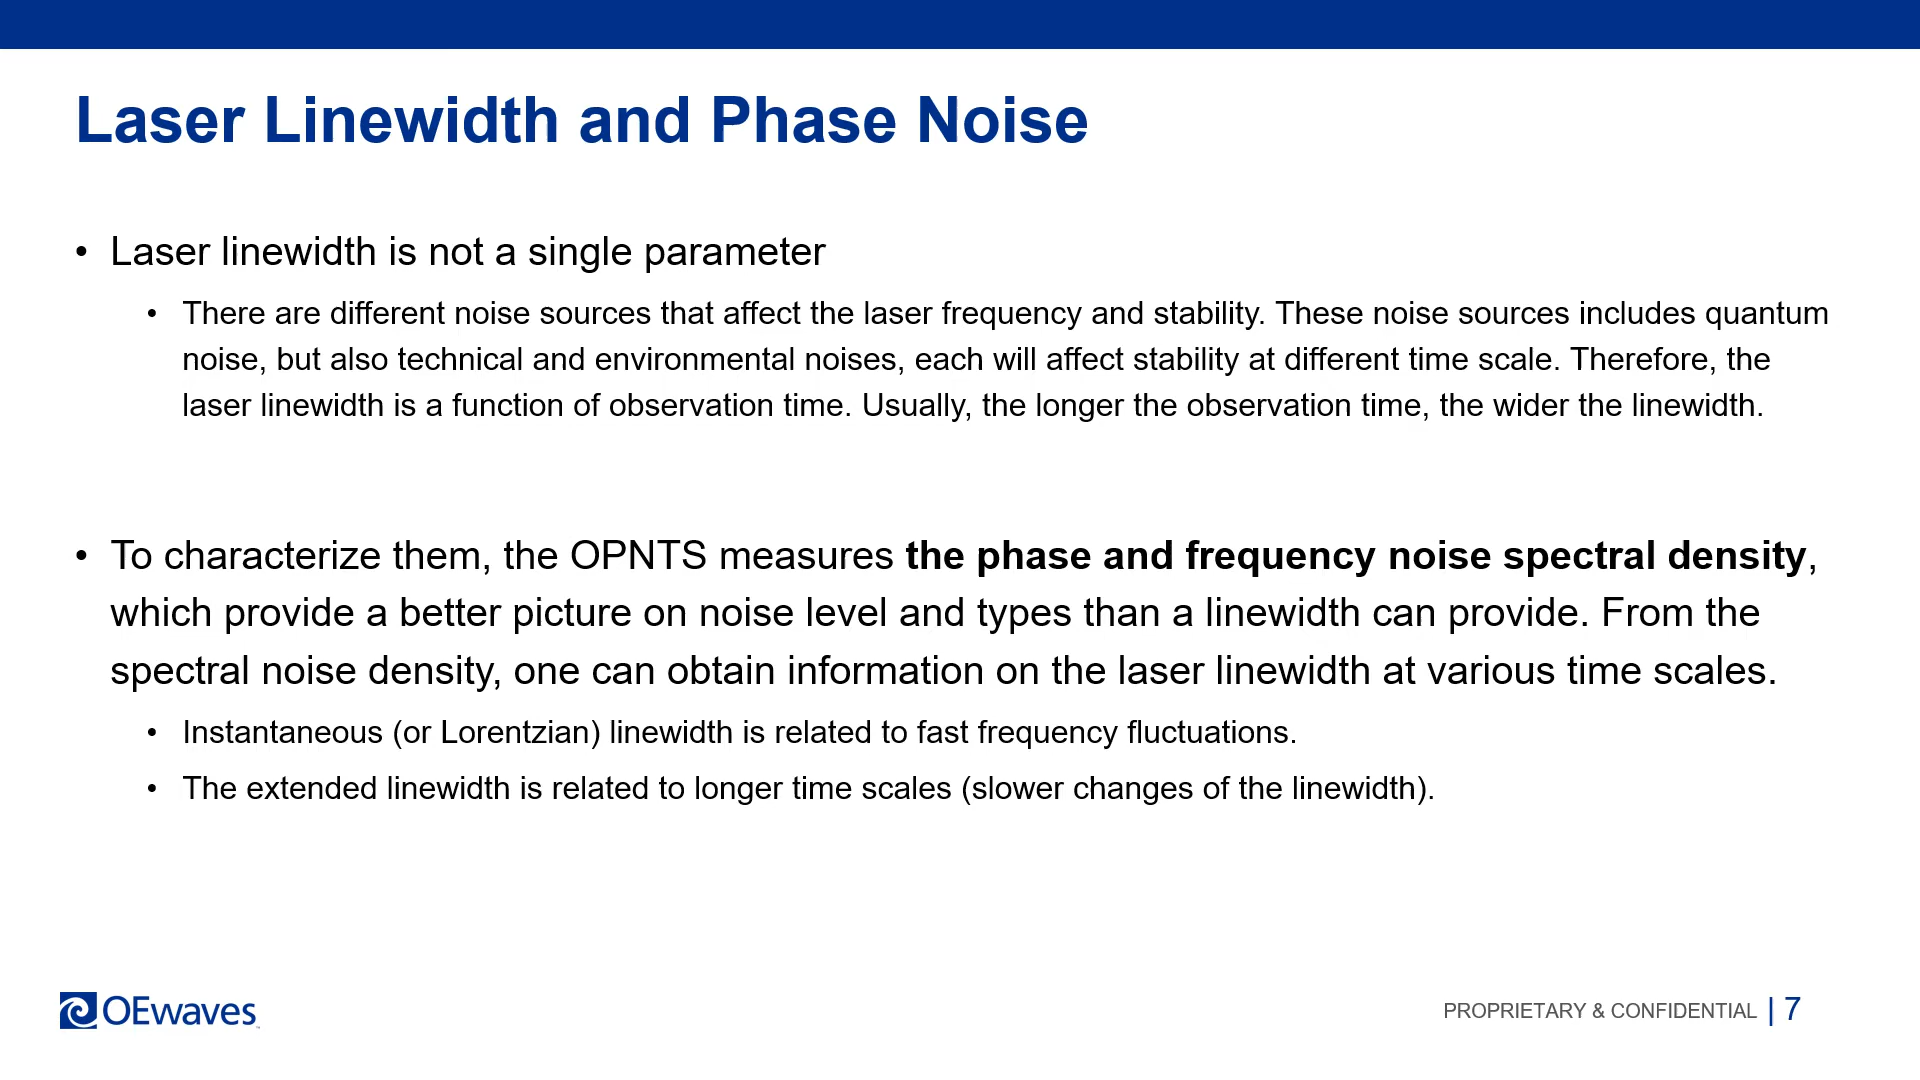 Laser Linewidth and Phase Noise
• Laser linewidth is not a single parameter
• There are different noise sources that affect the laser frequency and stability. These noise sources includes quantum
noise, but also technical and environmental noises, each will affect stability at different time scale. Therefore, the
laser linewidth is a function of observation time. Usually, the longer the observation time, the wider the linewidth.
• To characterize them, the OPNTS measures the phase and frequency noise spectral density,
which provide a better picture on noise level and types than a linewidth can provide. From the
spectral noise density, one can obtain information on the laser linewidth at various time scales.
• Instantaneous (or Lorentzian) linewidth is related to fast frequency fluctuations.
• The extended linewidth is related to longer time scales (slower changes of the linewidth).
OEwaves™
PROPRIETARY & CONFIDENTIAL | 7